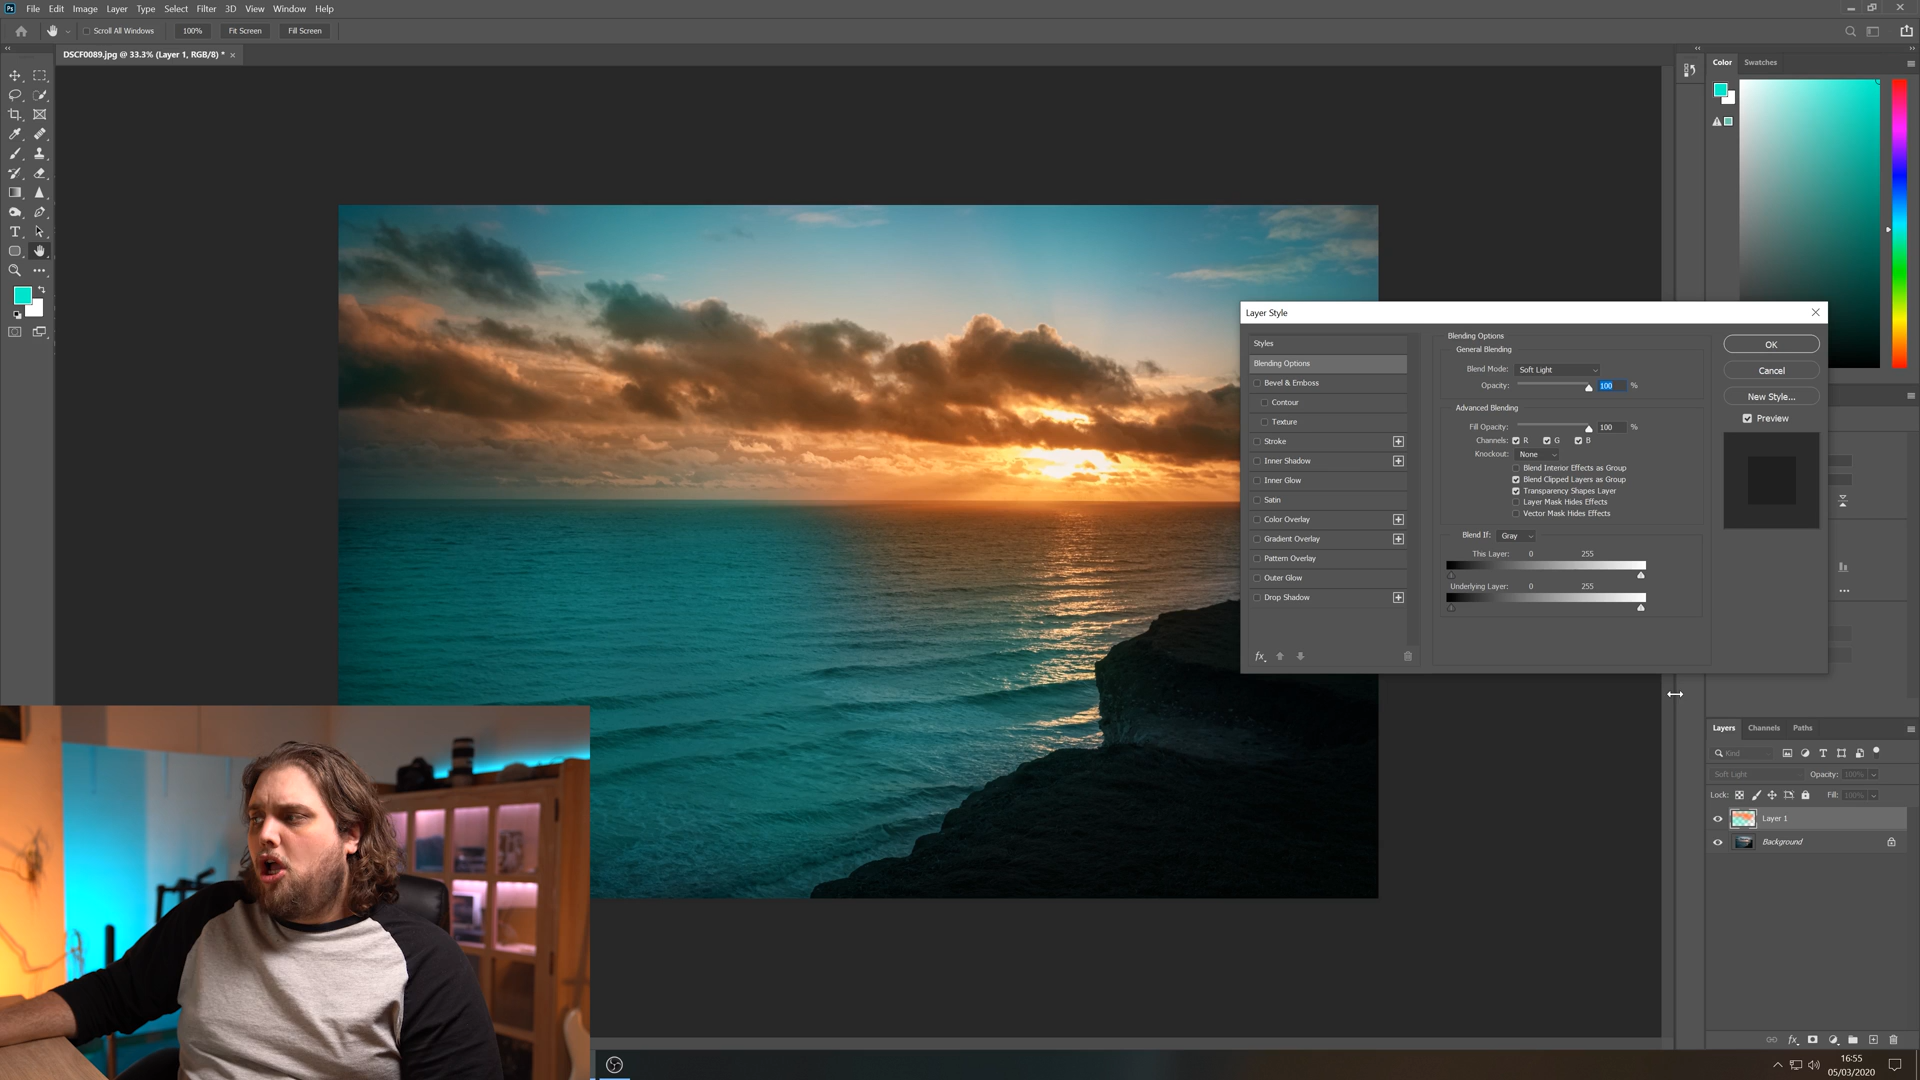 Ps File Edit Image Layer Type Select Filter 3D View Window Help
Scroll All Windows 100% Fit Screen Fill Screen
DSCF0089.jpg @ 33.3% (Layer 1, RGB/8) * ×
Color Swatches
Layer Style
Styles
Blending Options
Bevel & Emboss
Contour
Texture
Stroke
Inner Shadow
Inner Glow
Satin
Color Overlay
Gradient Overlay
Pattern Overlay
Outer Glow
Drop Shadow
fx
Blending Options
General Blending
Blend Mode: Soft Light
Opacity: 100 %
Advanced Blending
Fill Opacity: 100 %
Channels: R G B
Knockout: None
Blend Interior Effects as Group
Blend Clipped Layers as Group
Transparency Shapes Layer
Layer Mask Hides Effects
Vector Mask Hides Effects
Blend If: Gray
This Layer: 0 255
Underlying Layer: 0 255
OK
Cancel
New Style...
Preview
Layers Channels Paths
Kind
Soft Light Opacity: 100%
Lock: Fill: 100%
Layer 1
Background
fx
16:55
05/03/2020